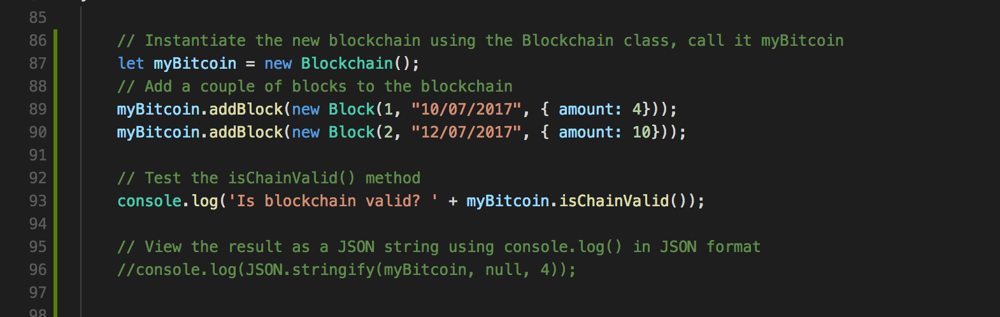 85
86 // Instantiate the new blockchain using the Blockchain class, call it myBitcoin
87 let myBitcoin = new Blockchain();
88 // Add a couple of blocks to the blockchain
89 myBitcoin.addBlock(new Block(1, "10/07/2017", { amount: 4}));
90 myBitcoin.addBlock(new Block(2, "12/07/2017", { amount: 10}));
91
92 // Test the isChainValid() method
93 console.log('Is blockchain valid? ' + myBitcoin.isChainValid());
94
95 // View the result as a JSON string using console.log() in JSON format
96 //console.log(JSON.stringify(myBitcoin, null, 4));
97
98